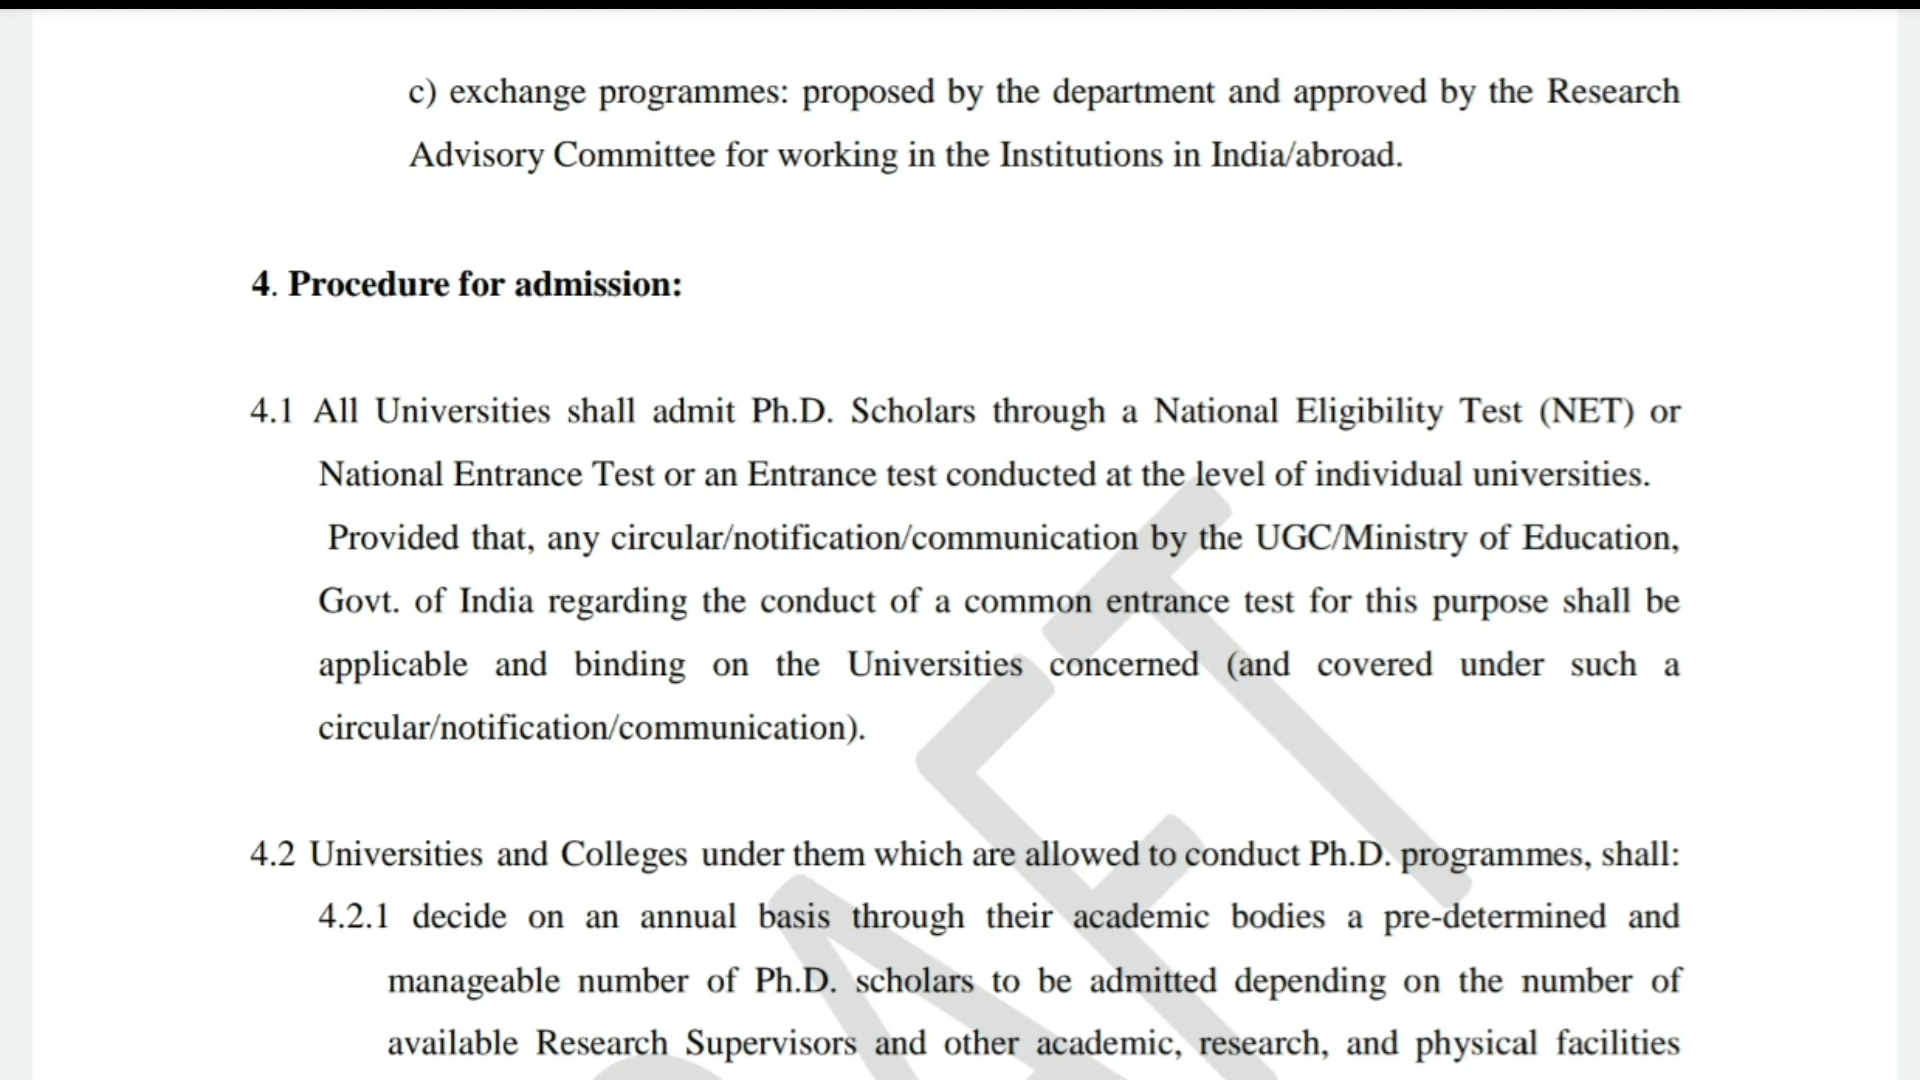 c) exchange programmes: proposed by the department and approved by the Research
Advisory Committee for working in the Institutions in India/abroad.
4. Procedure for admission:
4.1 All Universities shall admit Ph.D. Scholars through a National Eligibility Test (NET) or
National Entrance Test or an Entrance test conducted at the level of individual universities.
Provided that, any circular/notification/communication by the UGC/Ministry of Education,
Govt. of India regarding the conduct of a common entrance test for this purpose shall be
applicable and binding on the Universities concerned (and covered under such a
circular/notification/communication).
4.2 Universities and Colleges under them which are allowed to conduct Ph.D. programmes, shall:
4.2.1 decide on an annual basis through their academic bodies a pre-determined and
manageable number of Ph.D. scholars to be admitted depending on the number of
available Research Supervisors and other academic, research, and physical facilities